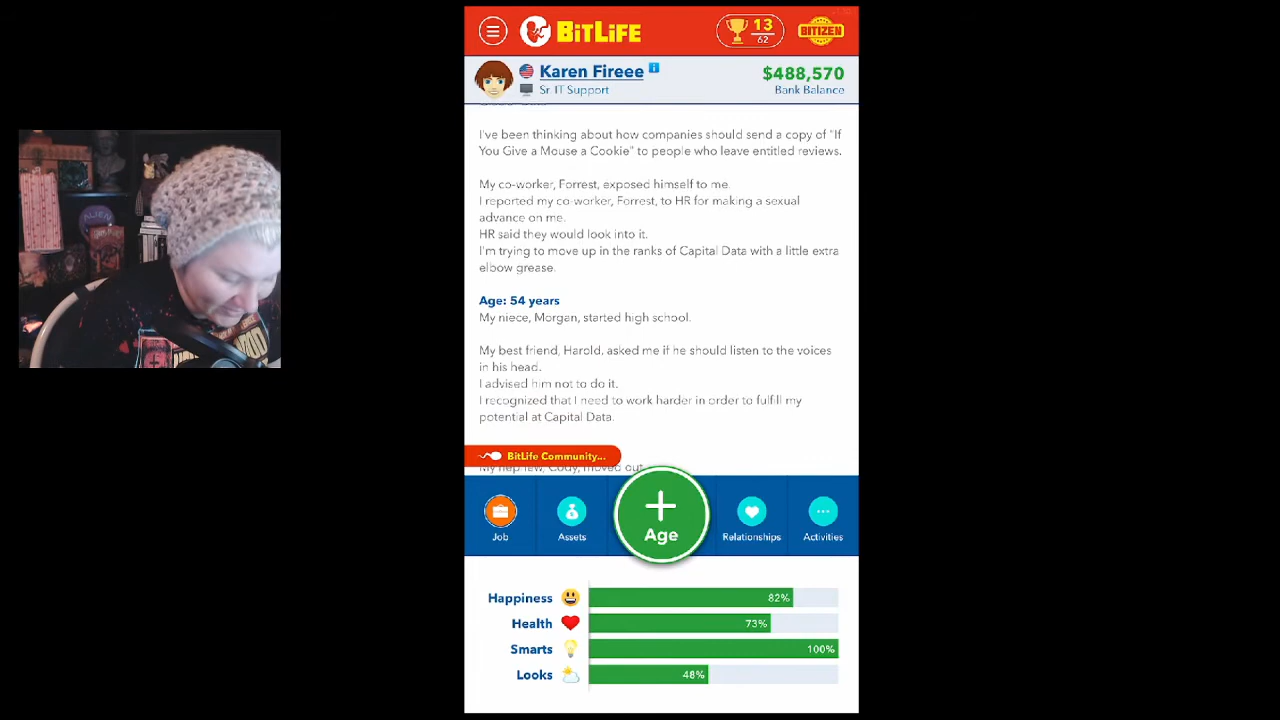 BITLIFE
13
62
BITIZEN
Karen Fireee
$488,570
Sr IT Support
Bank Balance
I've been thinking about how companies should send a copy of "If
You Give a Mouse a Cookie" to people who leave entitled reviews.
My co-worker, Forrest, exposed himself to me.
I reported my co-worker, Forrest, to HR for making a sexual
advance on me.
HR said they would look into it.
I'm trying to move up in the ranks of Capital Data with a little extra
elbow grease.
Age: 54 years
My niece, Morgan, started high school.
My best friend, Harold, asked me if he should listen to the voices
in his head.
I advised him not to do it.
I recognized that I need to work harder in order to fulfill my
potential at Capital Data.
BitLife Community...
My nephew, Cody, moved out
Job
Assets
+
Age
Relationships
Activities
Happiness 82%
Health 73%
Smarts 100%
Looks 48%
ALIEN